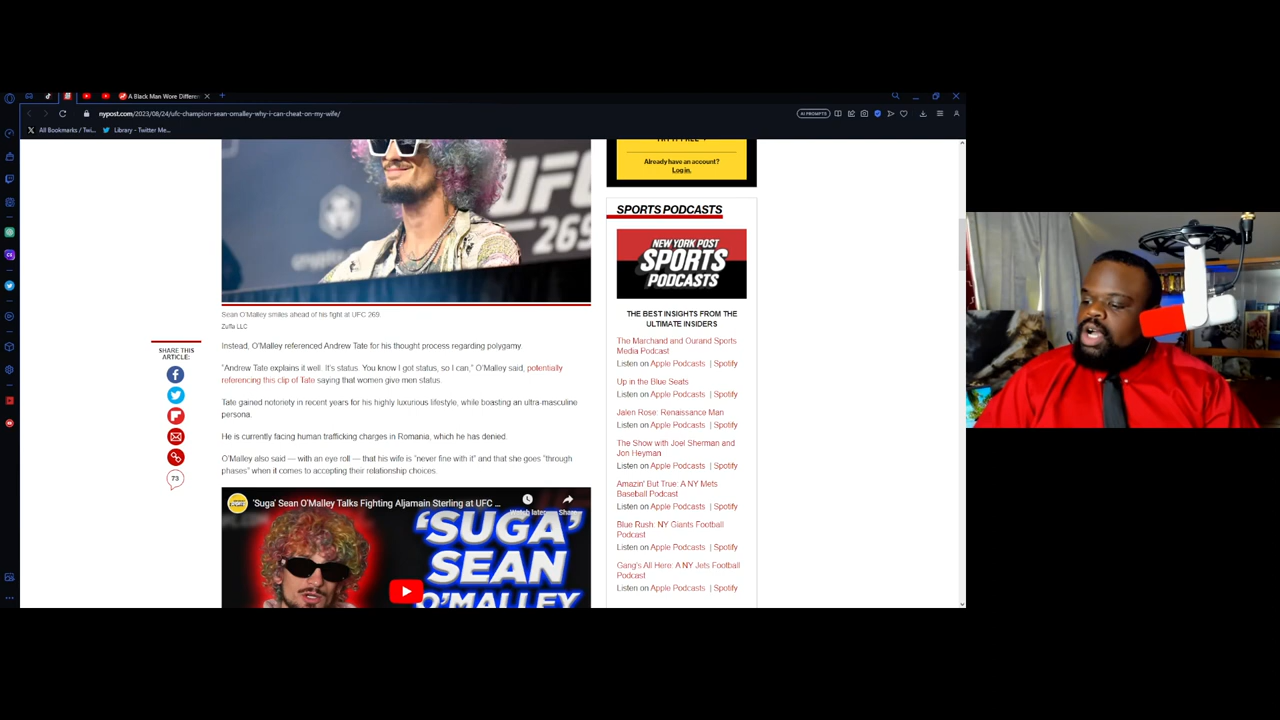 A Black Man Wore Differen
nypost.com/2023/08/24/ufc-champion-sean-omalley-why-i-can-cheat-on-my-wife/
AI PROMPTS
All Bookmarks / Twi...
Library - Twitter Me...
UFC
269
Sean O'Malley smiles ahead of his fight at UFC 269.
Zuffa LLC
SHARE THIS
ARTICLE:
73
Instead, O'Malley referenced Andrew Tate for his thought process regarding polygamy.
"Andrew Tate explains it well. It's status. You know I got status, so I can," O'Malley said, potentially
referencing this clip of Tate saying that women give men status.
Tate gained notoriety in recent years for his highly luxurious lifestyle, while boasting an ultra-masculine
persona.
He is currently facing human trafficking charges in Romania, which he has denied.
O'Malley also said — with an eye roll — that his wife is "never fine with it" and that she goes "through
phases" when it comes to accepting their relationship choices.
'Suga' Sean O'Malley Talks Fighting Aljamain Sterling at UFC ...
Watch later
Share
'SUGA'
SEAN
O'MALLEY
Already have an account?
Log in.
SPORTS PODCASTS
NEW YORK POST
SPORTS
PODCASTS
THE BEST INSIGHTS FROM THE
ULTIMATE INSIDERS
The Marchand and Ourand Sports
Media Podcast
Listen on Apple Podcasts | Spotify
Up in the Blue Seats
Listen on Apple Podcasts | Spotify
Jalen Rose: Renaissance Man
Listen on Apple Podcasts | Spotify
The Show with Joel Sherman and
Jon Heyman
Listen on Apple Podcasts | Spotify
Amazin' But True: A NY Mets
Baseball Podcast
Listen on Apple Podcasts | Spotify
Blue Rush: NY Giants Football
Podcast
Listen on Apple Podcasts | Spotify
Gang's All Here: A NY Jets Football
Podcast
Listen on Apple Podcasts | Spotify